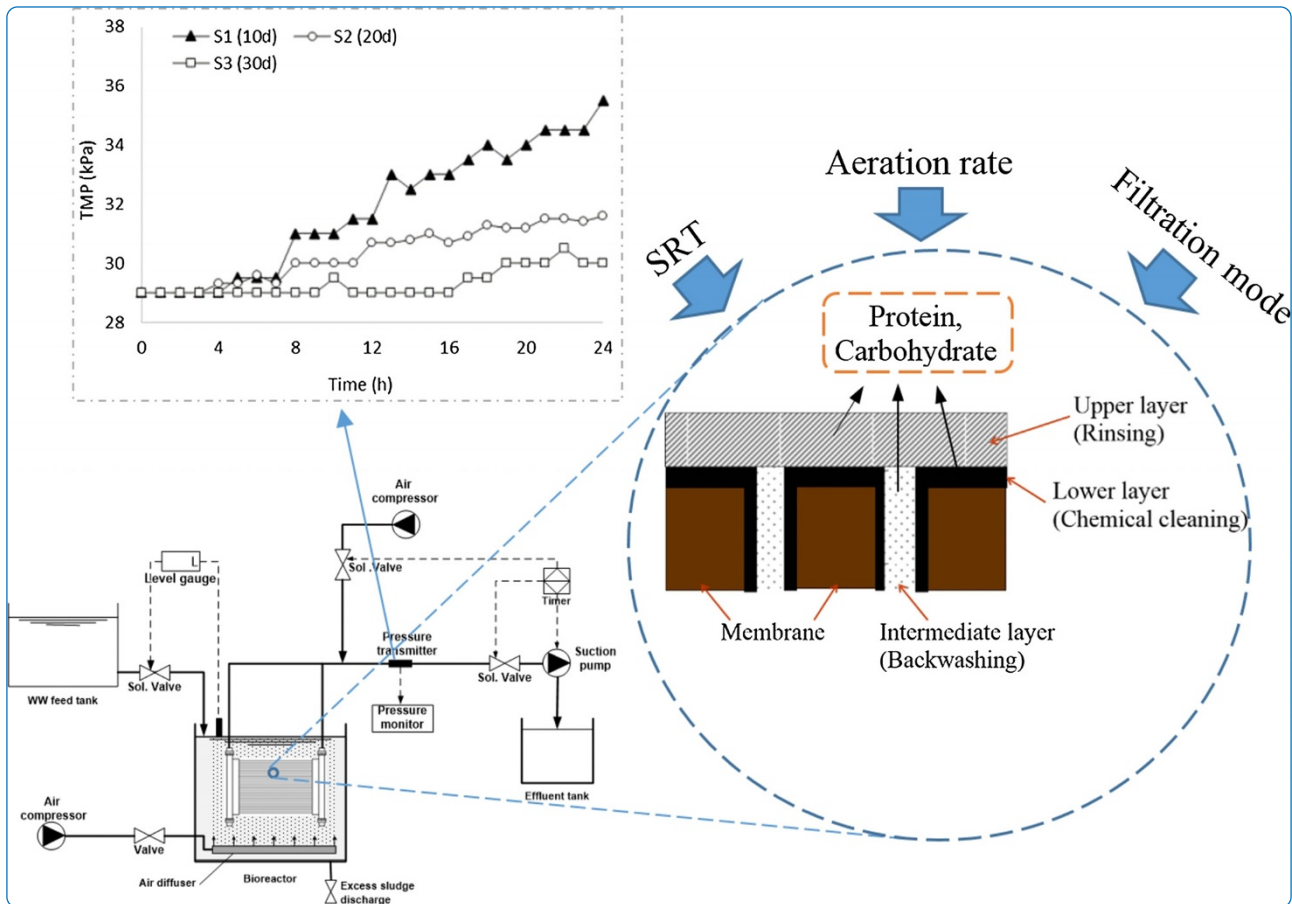 38
36
34
32
30
28
TMP (kPa)
S1 (10d)
S2 (20d)
S3 (30d)
0
4
8
12
16
20
24
Time (h)
Aeration rate
SRT
Filtration mode
Protein,
Carbohydrate
Upper layer
(Rinsing)
Lower layer
(Chemical cleaning)
Membrane
Intermediate layer
(Backwashing)
Air
compressor
Sol .Valve
L
Level gauge
Timer
Pressure
transmitter
Suction
pump
Sol. Valve
Sol. Valve
WW feed tank
Pressure
monitor
Effluent tank
Air
compressor
Valve
Air diffuser
Bioreactor
Excess sludge
discharge